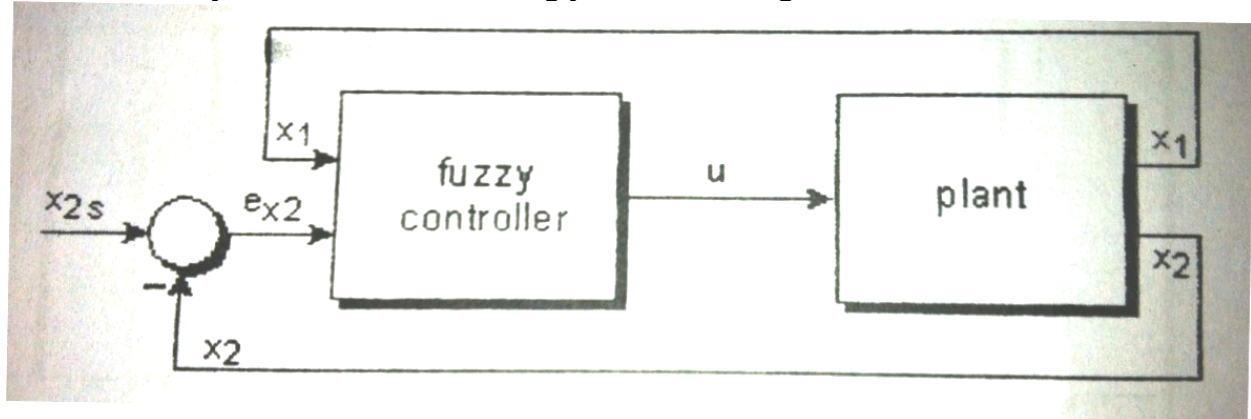 x1
fuzzy
controller
u
plant
x1
x2s
ex2
x2
-
x2